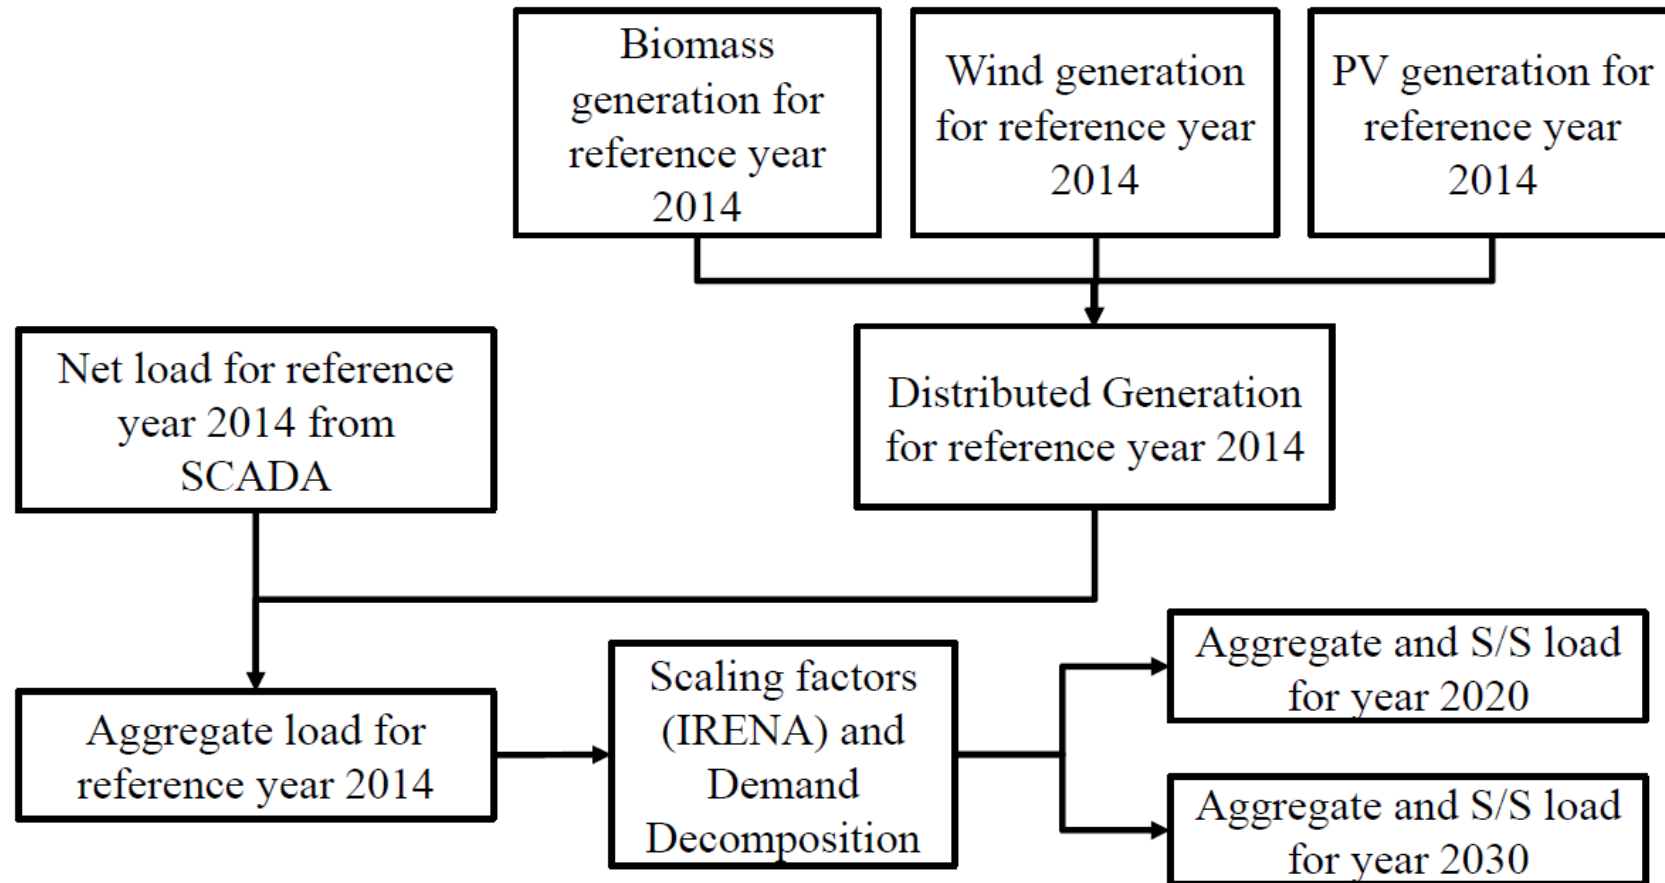 Biomass
generation for
reference year
2014
Wind generation
for reference year
2014
PV generation for
reference year
2014
Net load for reference
year 2014 from
SCADA
Distributed Generation
for reference year 2014
Aggregate load for
reference year 2014
Scaling factors
(IRENA) and
Demand
Decomposition
Aggregate and S/S load
for year 2020
Aggregate and S/S load
for year 2030